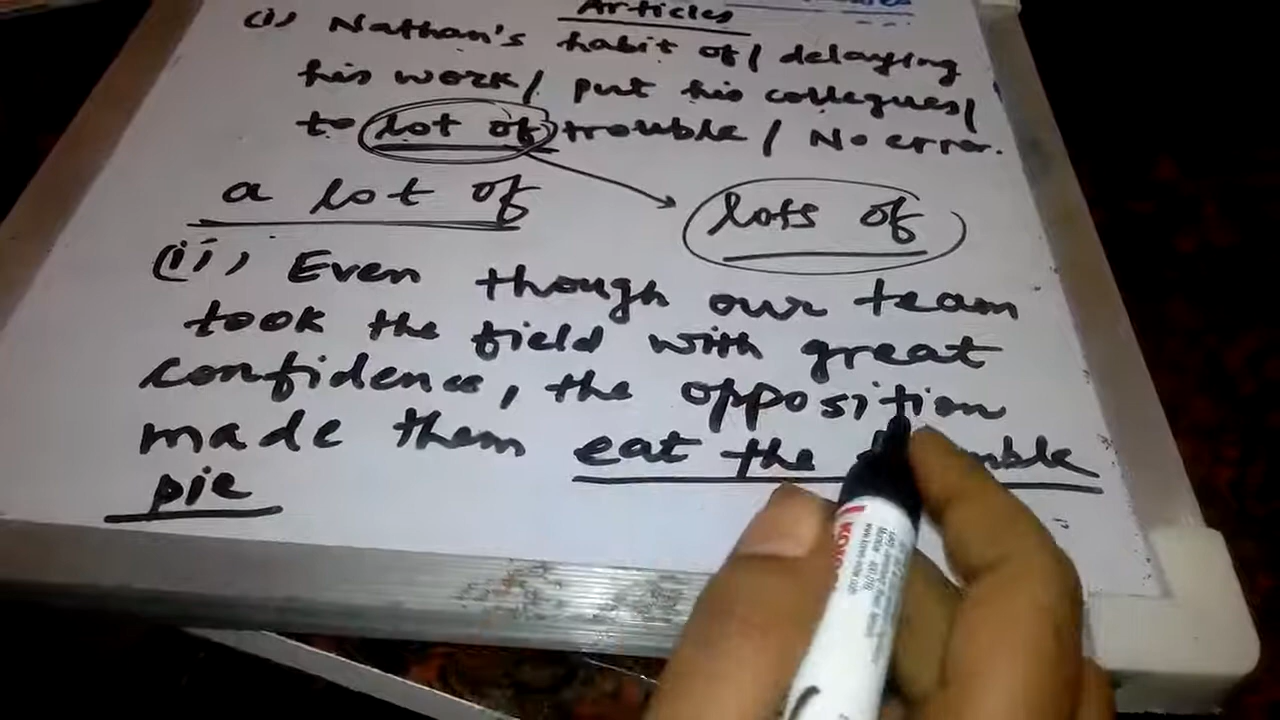 Articles
(i) Nathan's habit of / delaying
his work / put his collegues /
to lot of trouble / No error.
a lot of
lots of
(ii) Even though our team
took the field with great
confidence, the opposition
made them eat the
pie
KO